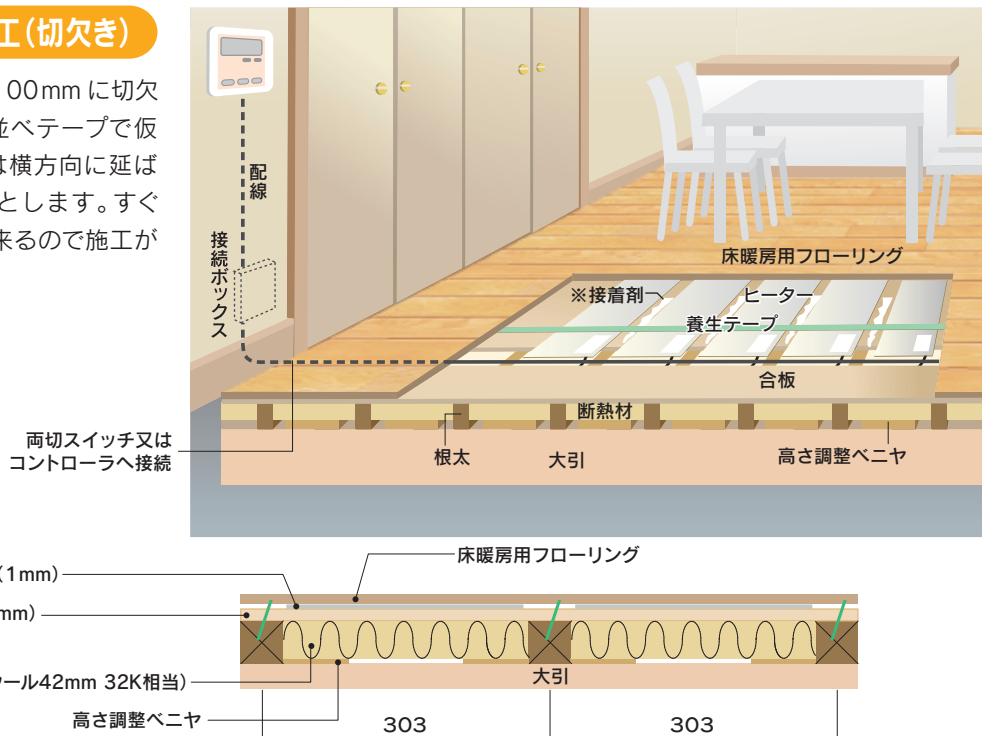 工(切欠き)
00mmに切欠
並べテープで仮
は横方向に延ば
とします。すぐ
来るので施工が
配線
接続ボックス
床暖房用フローリング
※接着剤
ヒーター
養生テープ
合板
断熱材
両切スイッチ又は
コントローラへ接続
根太
大引
高さ調整ベニヤ
床暖房用フローリング
(1mm)
mm)
ール42mm 32K相当)
大引
高さ調整ベニヤ
303
303